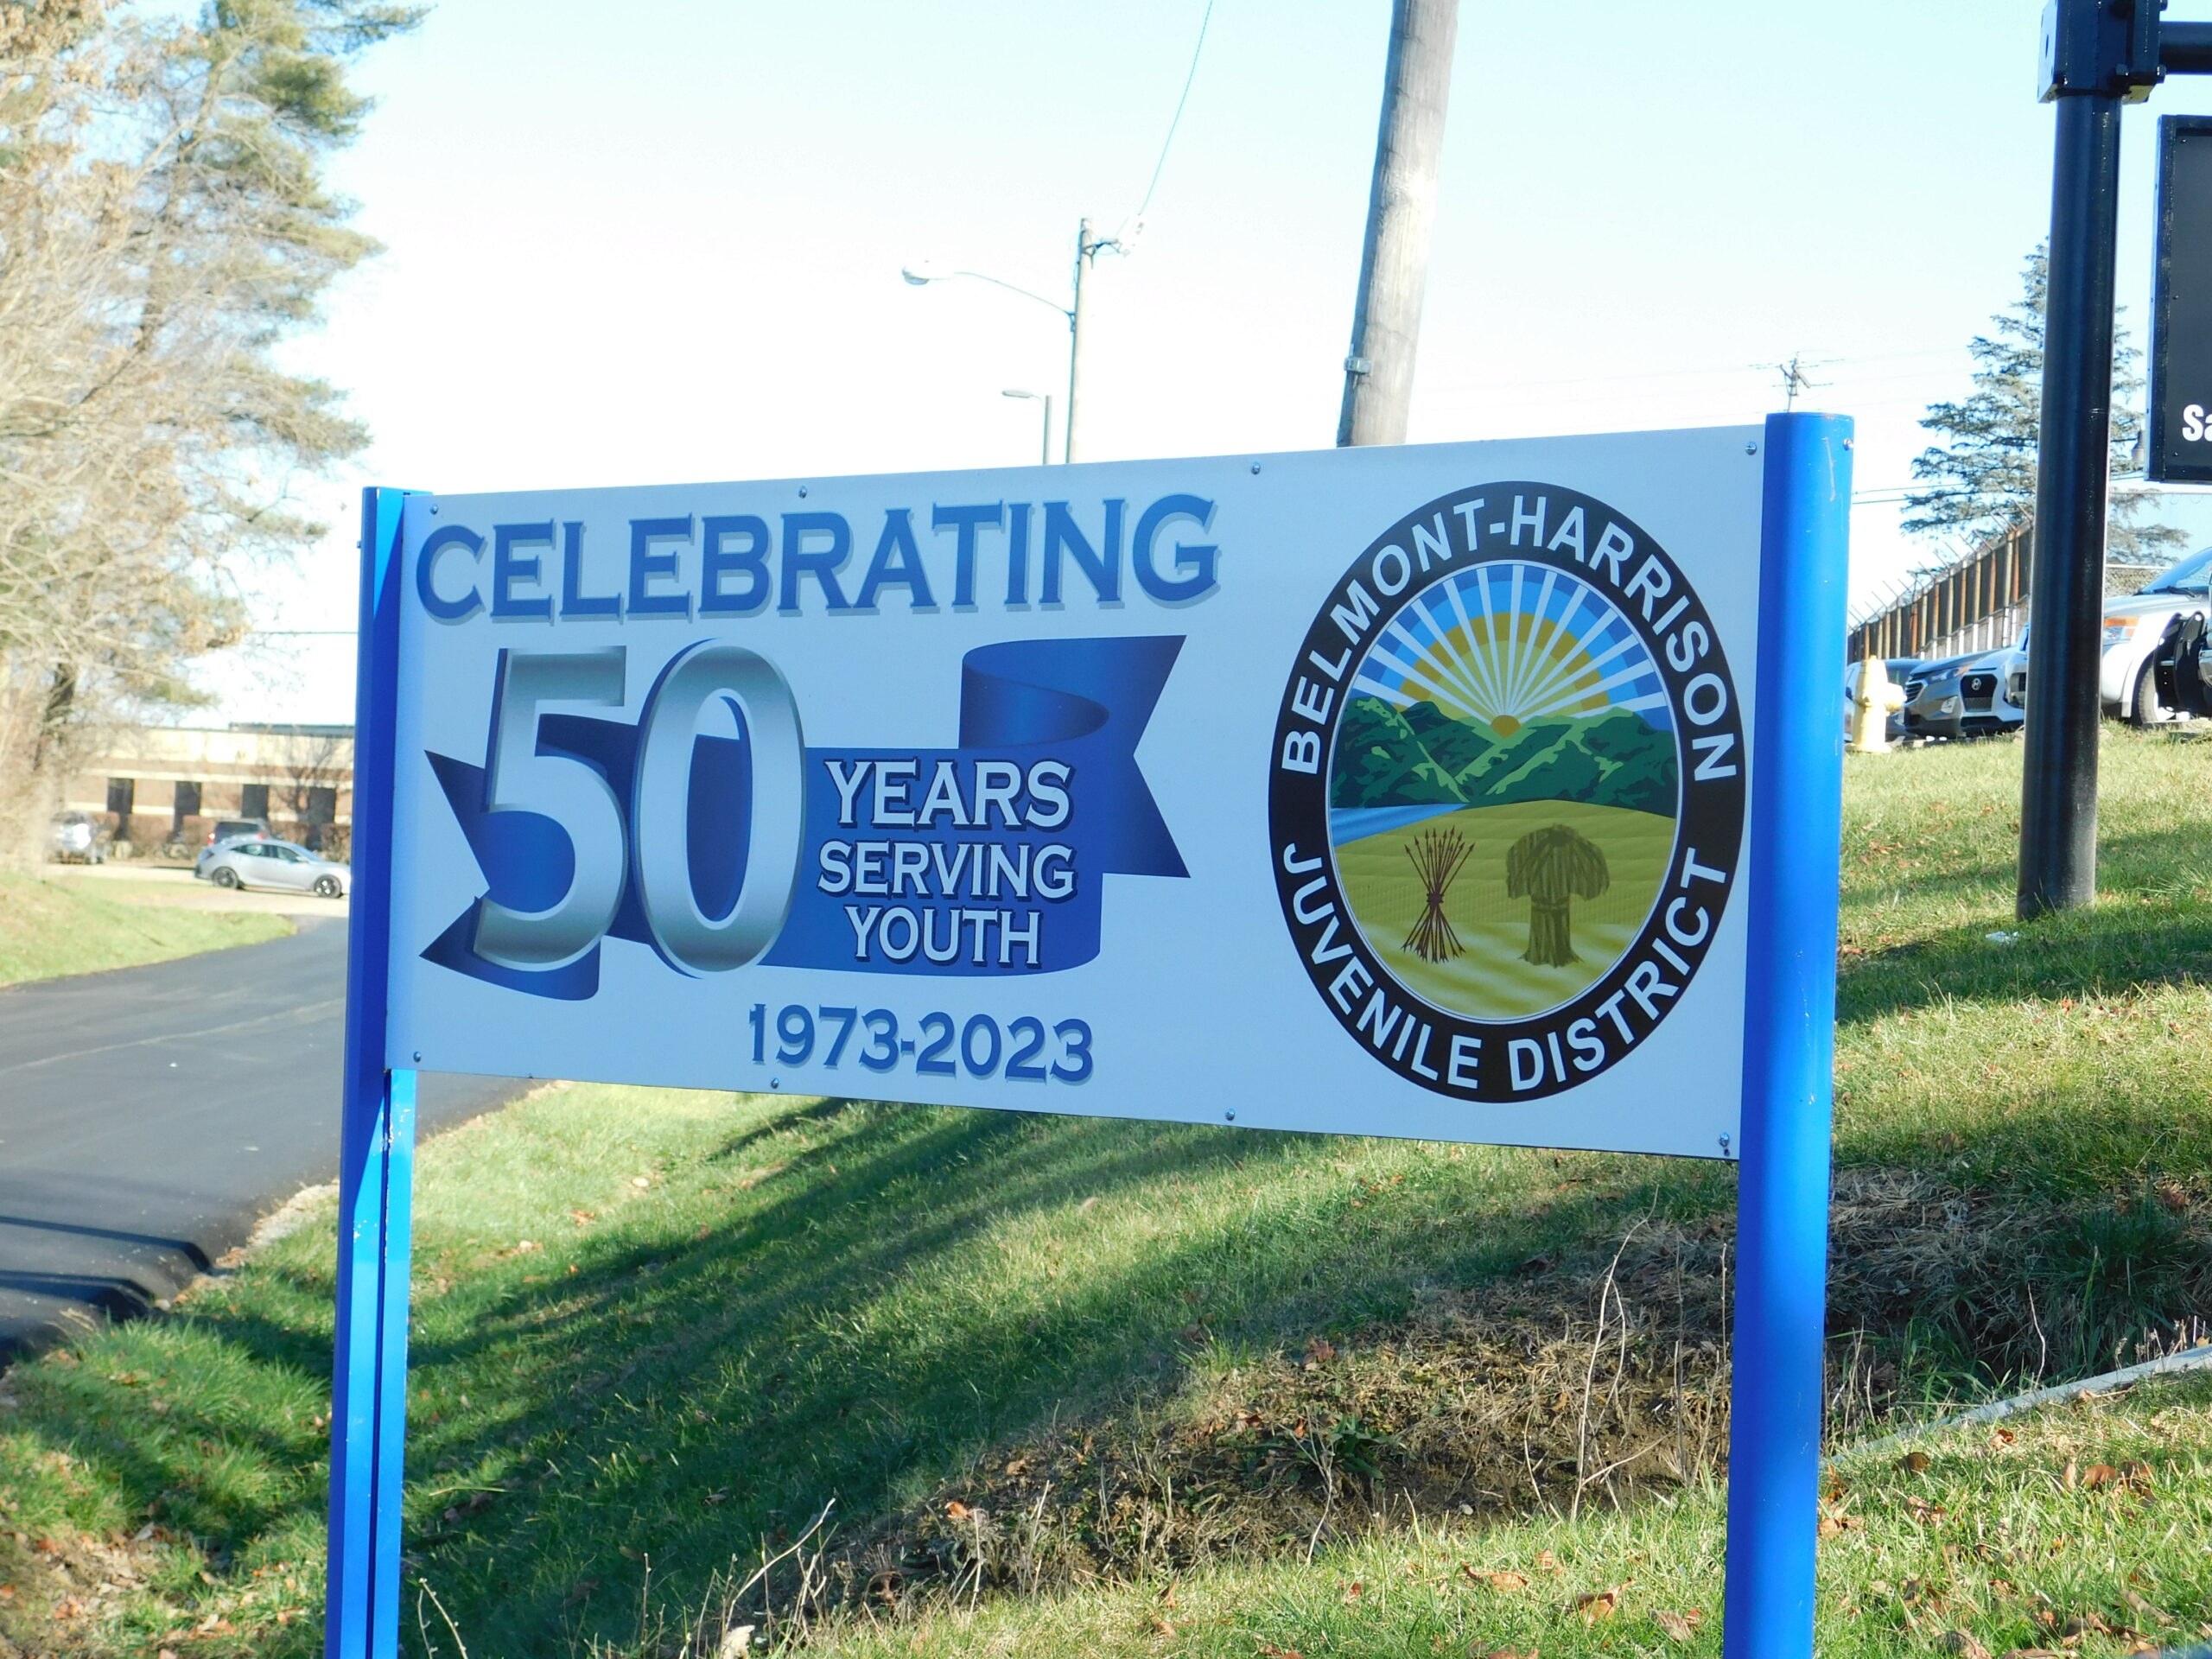 CELEBRATING
50
YEARS
SERVING
YOUTH
1973-2023
BELMONT-HARRISON
JUVENILE DISTRICT